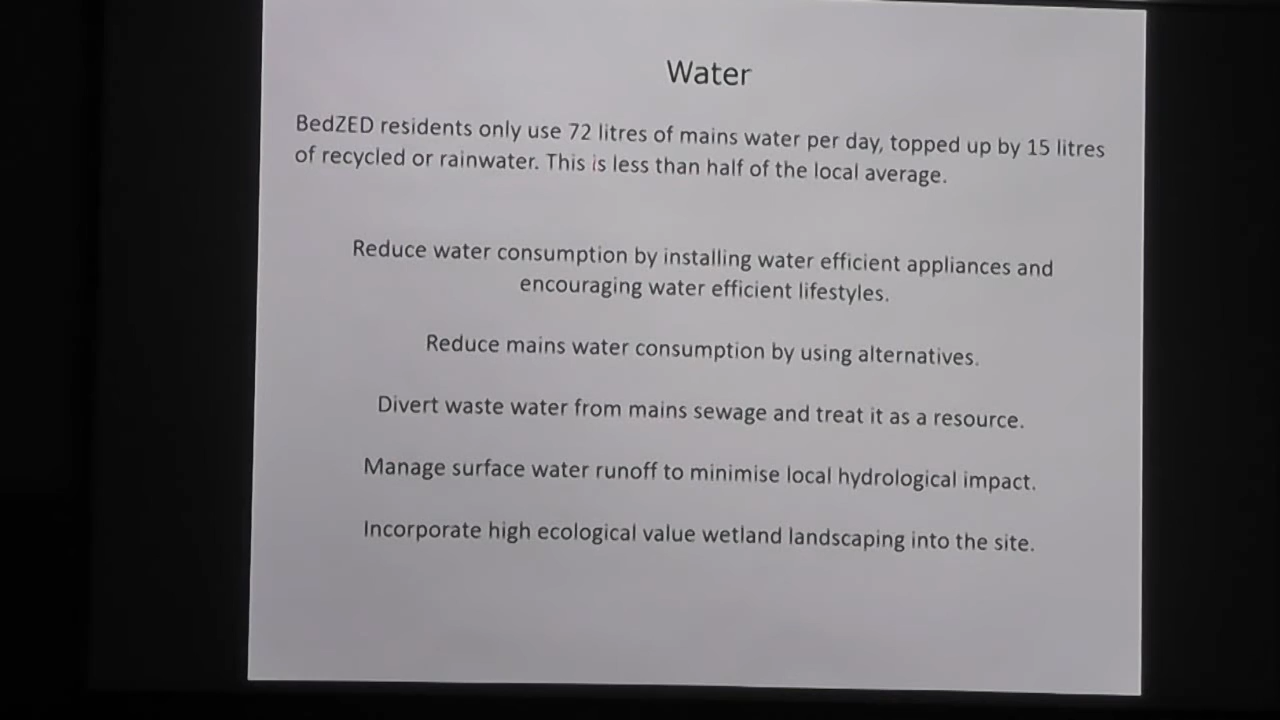 Water
BedZED residents only use 72 litres of mains water per day, topped up by 15 litres
of recycled or rainwater. This is less than half of the local average.
Reduce water consumption by installing water efficient appliances and
encouraging water efficient lifestyles.
Reduce mains water consumption by using alternatives.
Divert waste water from mains sewage and treat it as a resource.
Manage surface water runoff to minimise local hydrological impact.
Incorporate high ecological value wetland landscaping into the site.